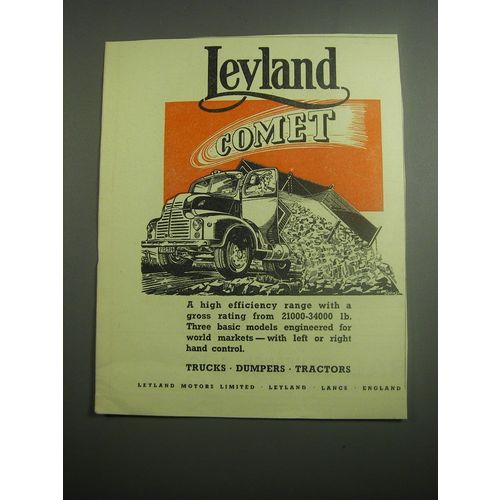 Leyland
COMET
A high efficiency range with a
gross rating from 21000-34000 lb.
Three basic models engineered for
world markets — with left or right
hand control.
TRUCKS · DUMPERS · TRACTORS
LEYLAND MOTORS LIMITED · LEYLAND · LANCS · ENGLAND